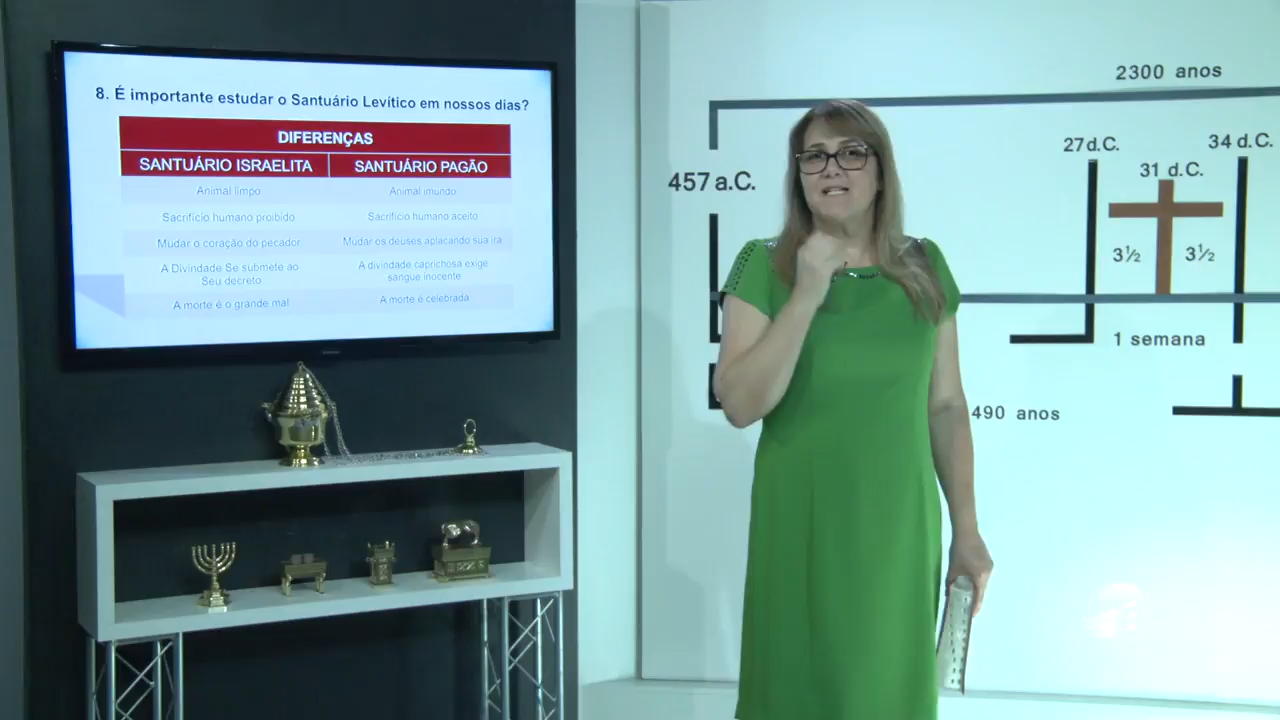 8. É importante estudar o Santuário Levítico em nossos dias?
DIFERENÇAS
SANTUÁRIO ISRAELITA SANTUÁRIO PAGÃO
Animal limpo Animal imundo
Sacrifício humano proibido Sacrifício humano aceito
Mudar o coração do pecador Mudar os deuses aplacando sua ira
A Divindade Se submete ao
Seu decreto
A divindade caprichosa exige
sangue inocente
A morte é o grande mal A morte é celebrada
2300 anos
27 d.C.
34 d.C.
31 d.C.
457 a.C.
3½ 3½
1 semana
490 anos